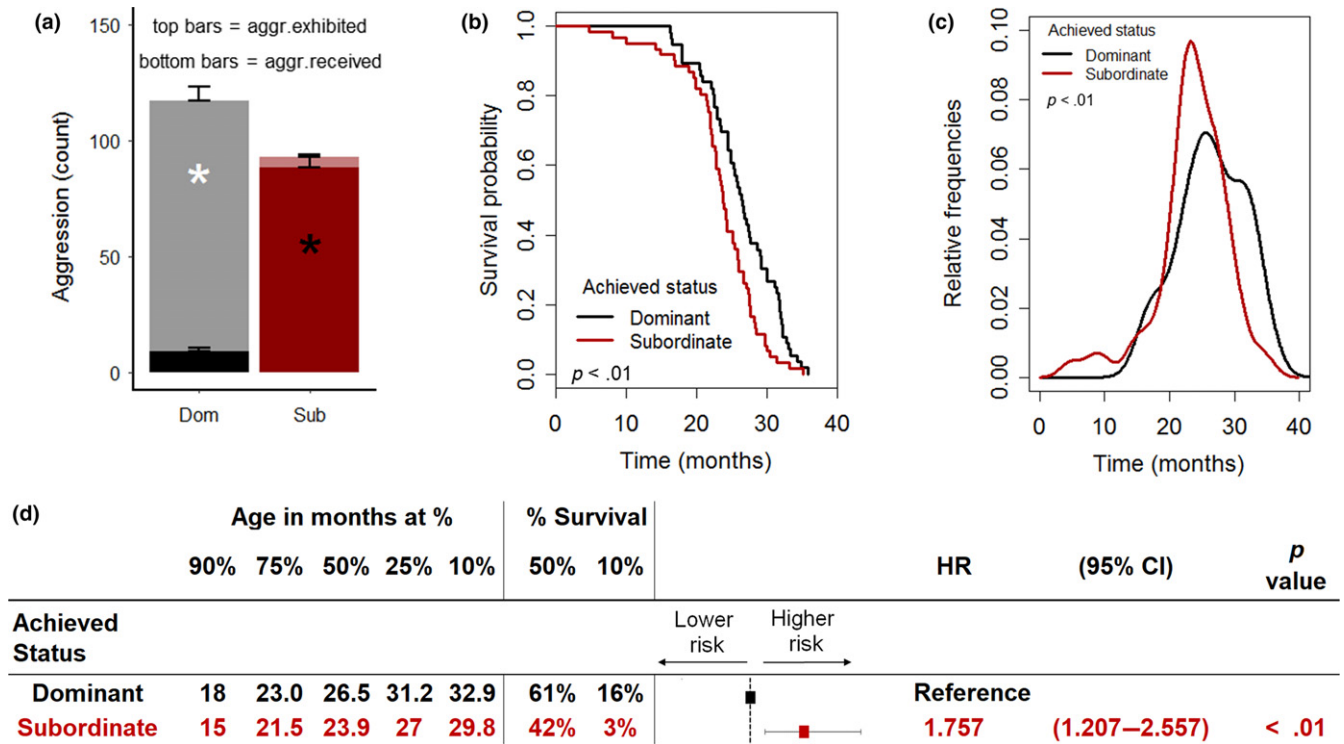 (a)
150
100
50
0
Aggression (count)
top bars = aggr.exhibited
bottom bars = aggr.received
*
*
Dom Sub
(b)
1.0
0.8
0.6
0.4
0.2
0.0
Survival probability
Achieved status
Dominant
Subordinate
p < .01
0 10 20 30 40
Time (months)
(c)
0.10
0.08
0.06
0.04
0.02
0.00
Relative frequencies
Achieved status
Dominant
Subordinate
p < .01
0 10 20 30 40
Time (months)
(d) Age in months at % % Survival
90% 75% 50% 25% 10% 50% 10% HR (95% CI) p value
Achieved Status
Lower risk
Higher risk
Dominant 18 23.0 26.5 31.2 32.9 61% 16% Reference
Subordinate 15 21.5 23.9 27 29.8 42% 3% 1.757 (1.207—2.557) < .01